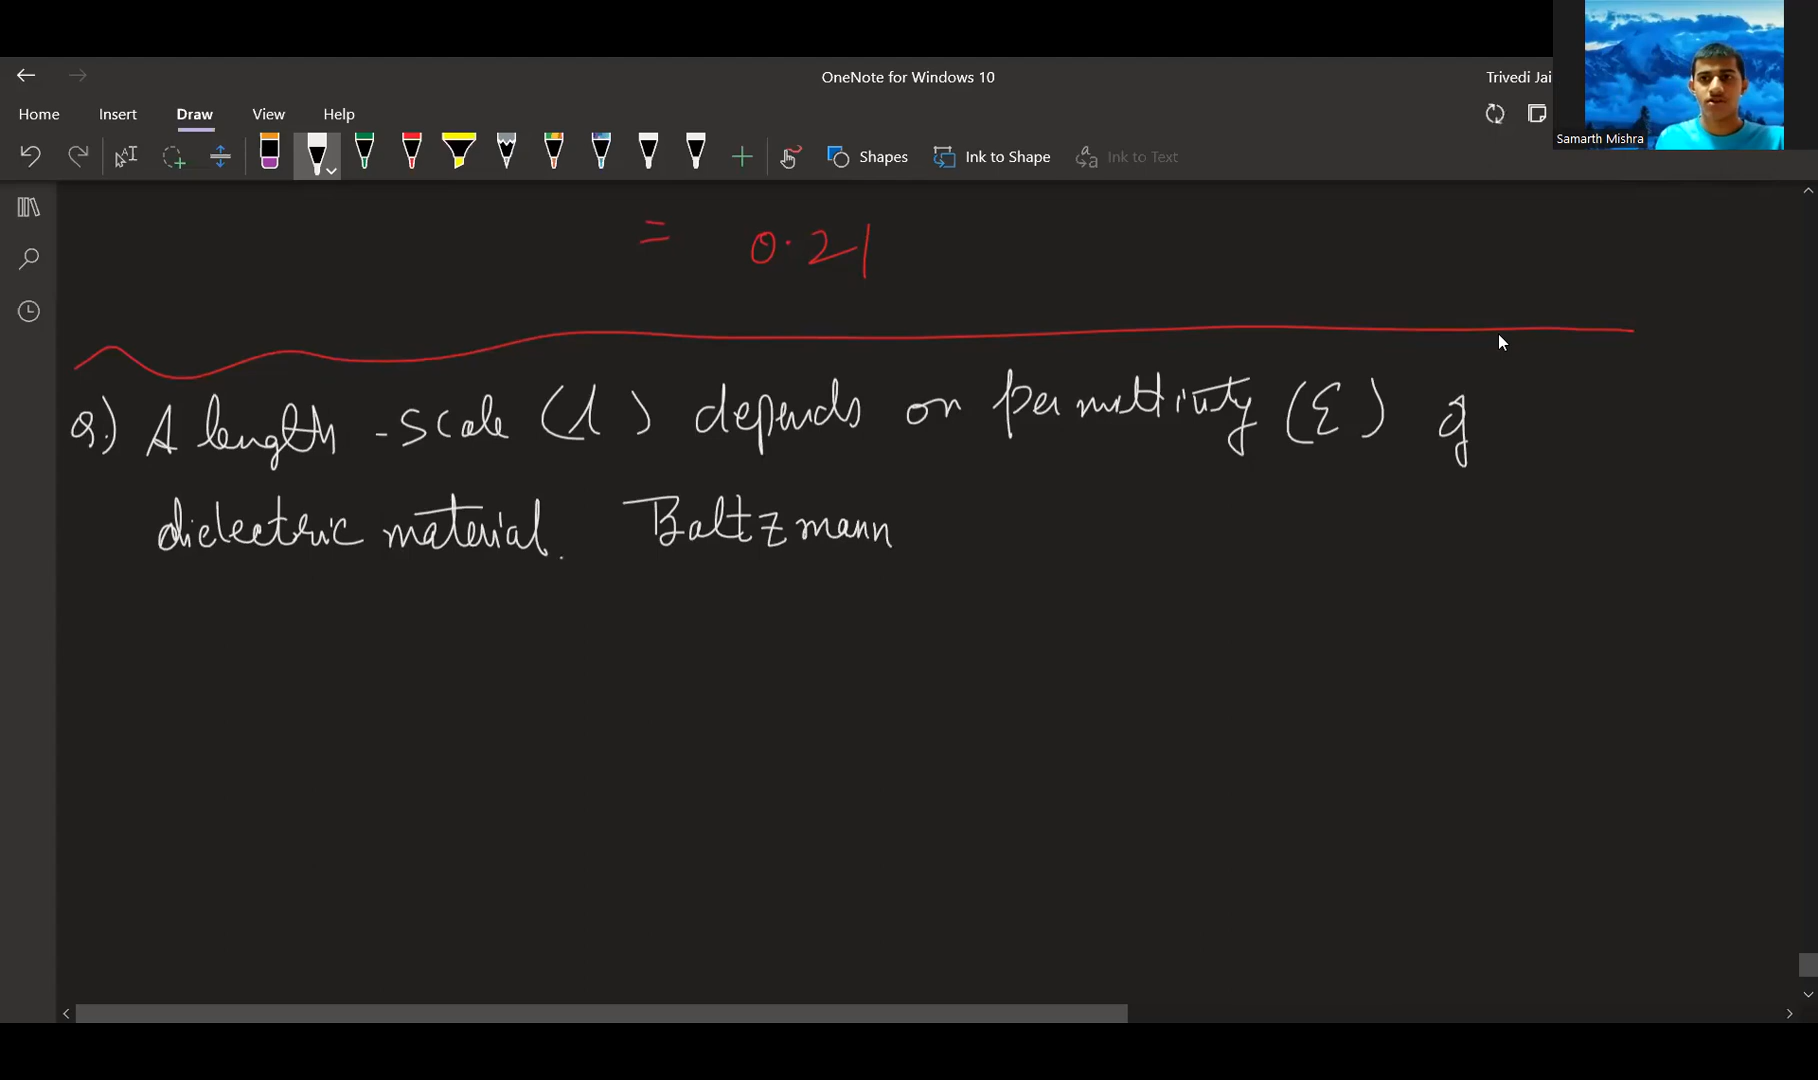 OneNote for Windows 10
Trivedi Jai
Samarth Mishra
Home Insert Draw View Help
Shapes Ink to Shape Ink to Text
= 0.21
Q.) A length - scale (l) depends on permittivity (ε) of
dielectric material. Boltzmann